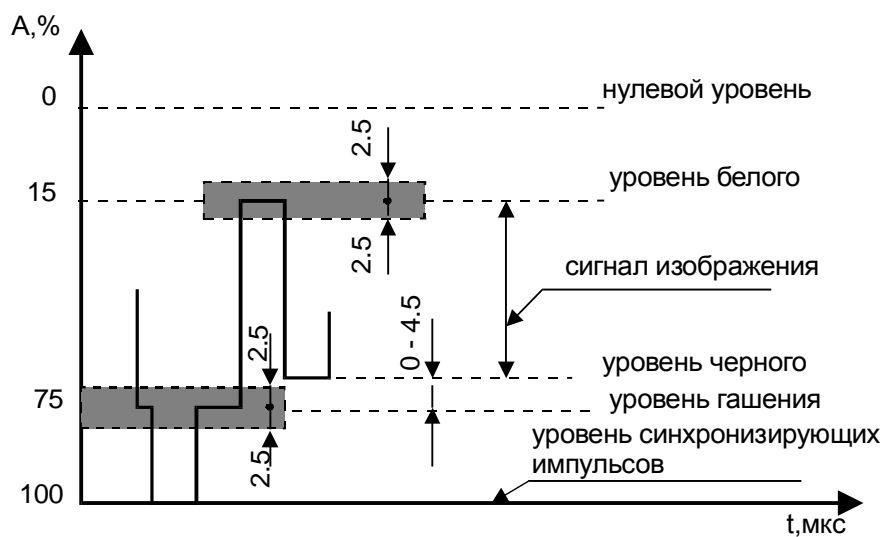 A,%
0
нулевой уровень
2.5
15
уровень белого
2.5
сигнал изображения
2.5
0 - 4.5
уровень черного
75
уровень гашения
2.5
уровень синхронизирующих
импульсов
100
t,мкс